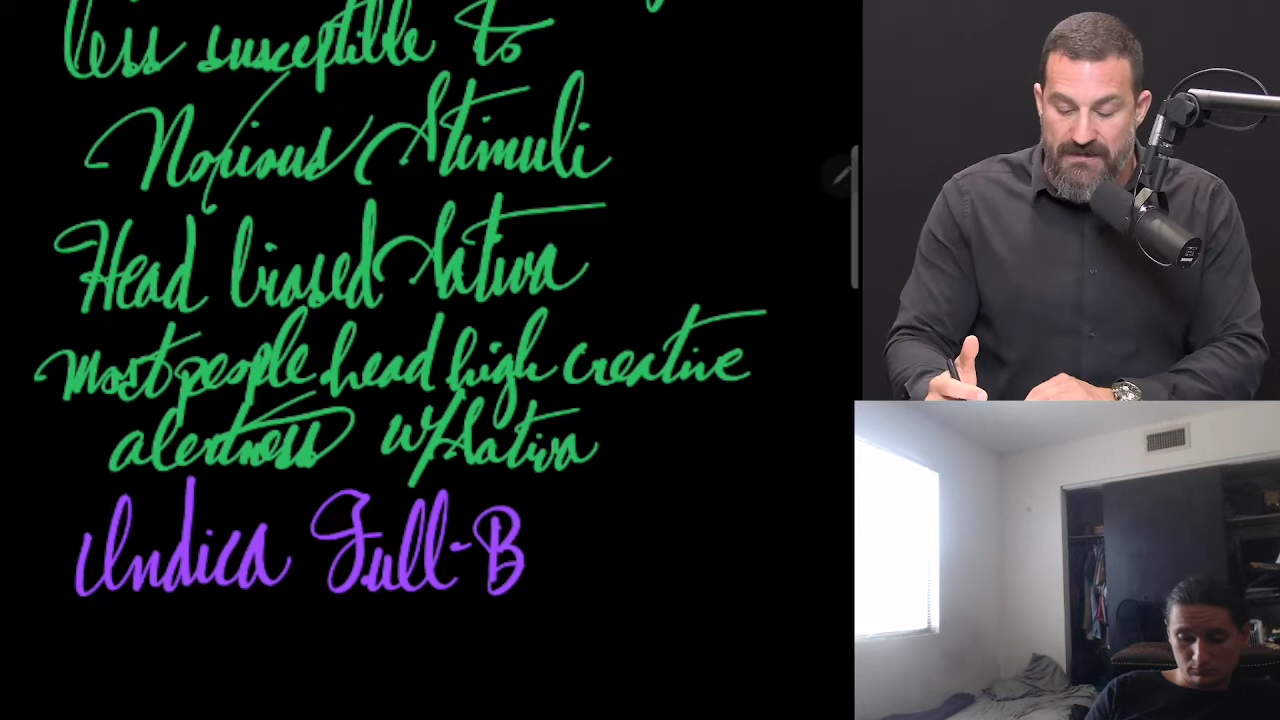 less susceptible to
Noxious Stimuli
Head biased Sativa
most people head high creative
alertness w/ Sativa
Indica Full-B